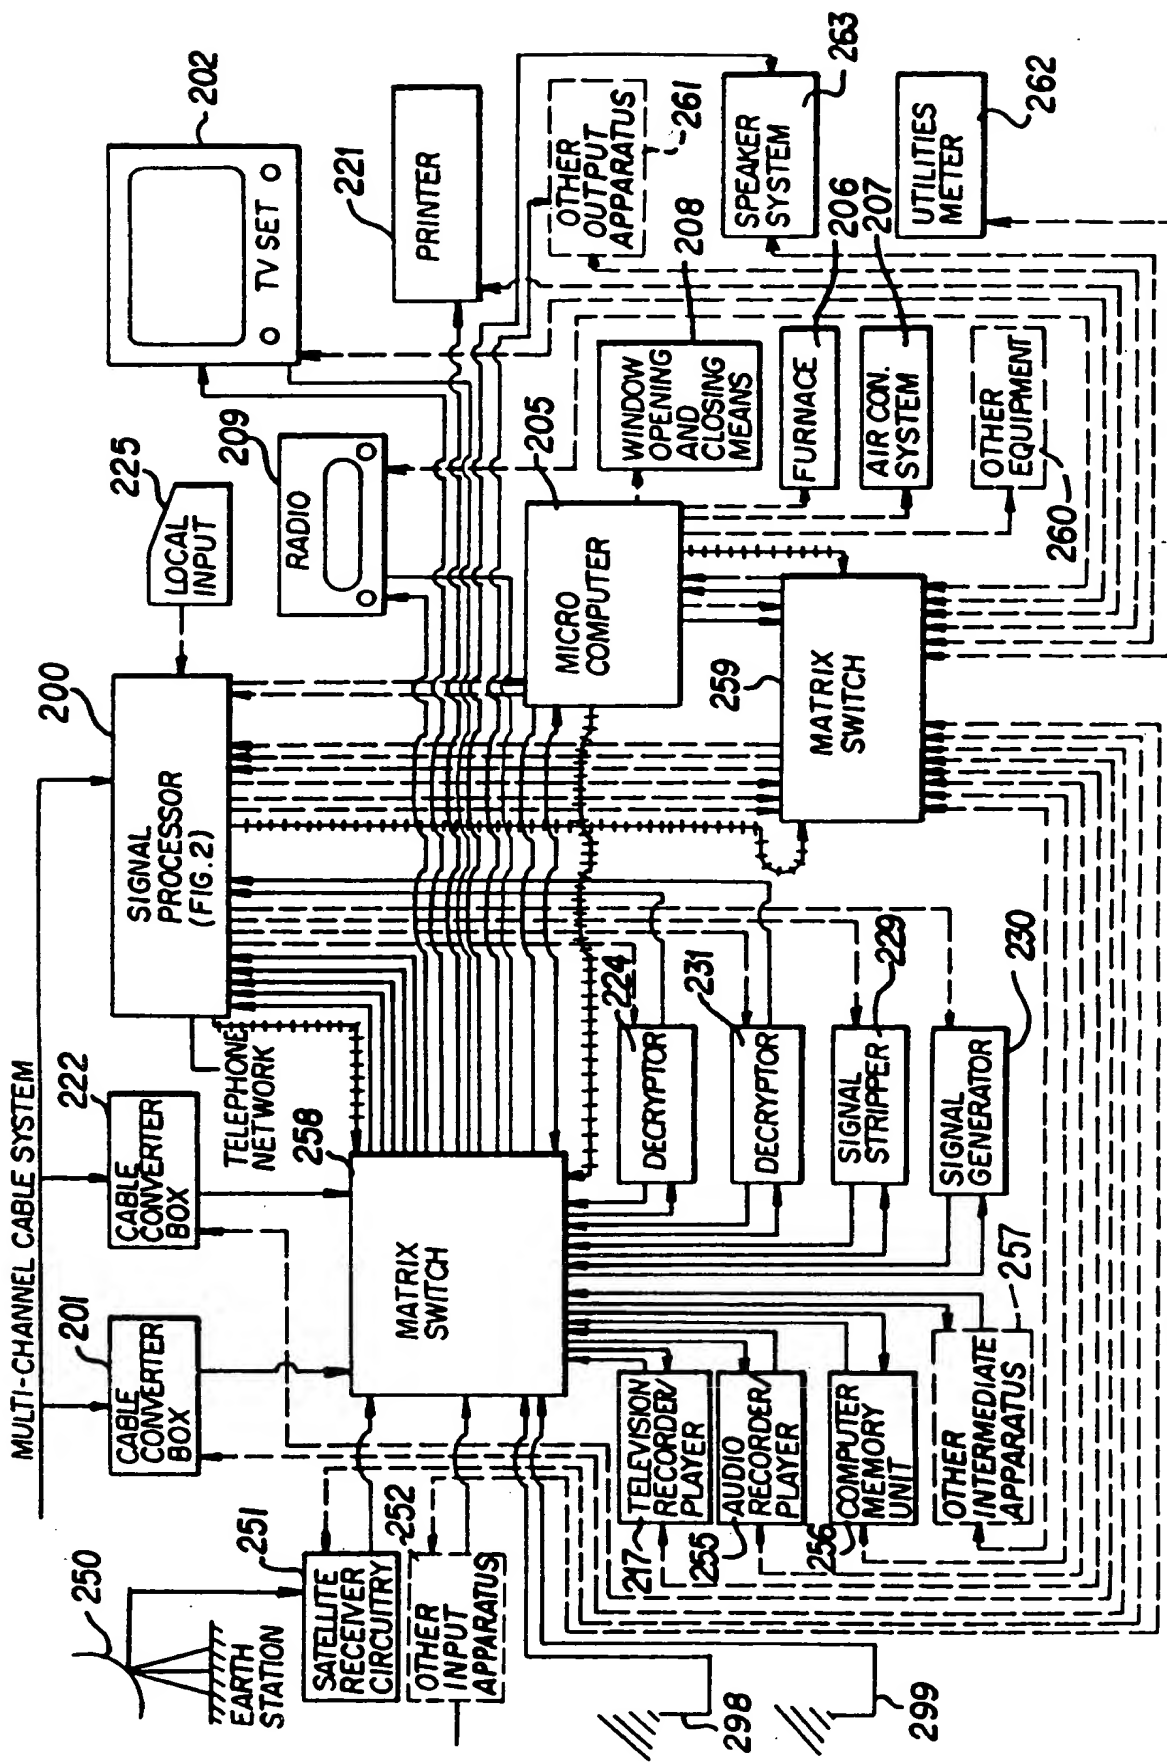 MULTI-CHANNEL CABLE SYSTEM
250
EARTH
STATION
251
SATELLITE
RECEIVER
CIRCUITRY
252
OTHER
INPUT
APPARATUS
298
299
201
CABLE
CONVERTER
BOX
222
CABLE
CONVERTER
BOX
TELEPHONE
NETWORK
258
MATRIX
SWITCH
200
SIGNAL
PROCESSOR
(FIG. 2)
225
LOCAL
INPUT
209
RADIO
202
TV SET
221
PRINTER
OTHER
OUTPUT
APPARATUS
261
SPEAKER
SYSTEM
263
UTILITIES
METER
262
205
MICRO
COMPUTER
208
WINDOW
OPENING
AND
CLOSING
MEANS
206
FURNACE
207
AIR CON.
SYSTEM
OTHER
EQUIPMENT
260
259
MATRIX
SWITCH
224
DECRYPTOR
231
DECRYPTOR
229
SIGNAL
STRIPPER
230
SIGNAL
GENERATOR
217
TELEVISION
RECORDER/
PLAYER
255
AUDIO
RECORDER/
PLAYER
256
COMPUTER
MEMORY
UNIT
257
OTHER
INTERMEDIATE
APPARATUS